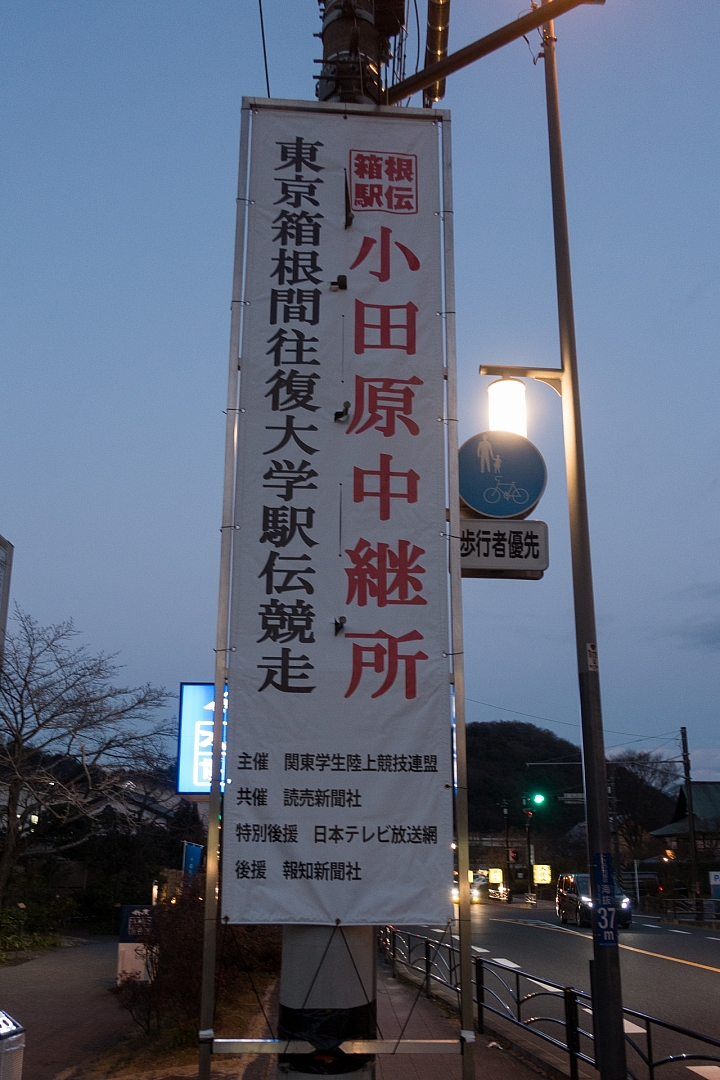 箱根
駅伝
小田原中継所
東京箱根間往復大学駅伝競走
主催 関東学生陸上競技連盟
共催 読売新聞社
特別後援 日本テレビ放送網
後援 報知新聞社
歩行者優先
海抜
37m